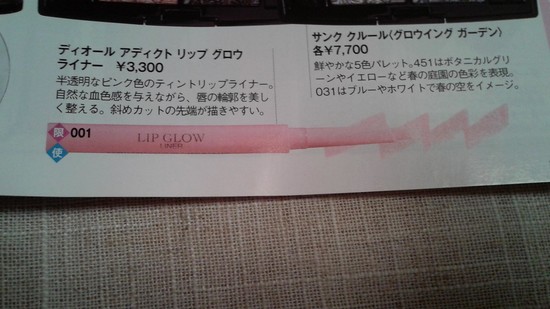 ディオール アディクト リップ グロウ
ライナー ¥3,300
半透明なピンク色のティントリップライナー。
自然な血色感を与えながら、唇の輪郭を美し
く整える。斜めカットの先端が描きやすい。
サンク クルール〈グロウイング ガーデン〉
各¥7,700
鮮やかな5色パレット。451はボタニカルグ
リーンやイエローなど春の庭園の色彩を表現。
031はブルーやホワイトで春の空をイメージ。
限
001
使
LIP GLOW
LINER